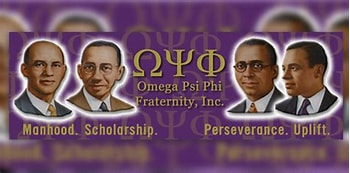 ΩΨΦ
Omega Psi Phi
Fraternity, Inc.
Manhood. Scholarship.
Perseverance. Uplift.